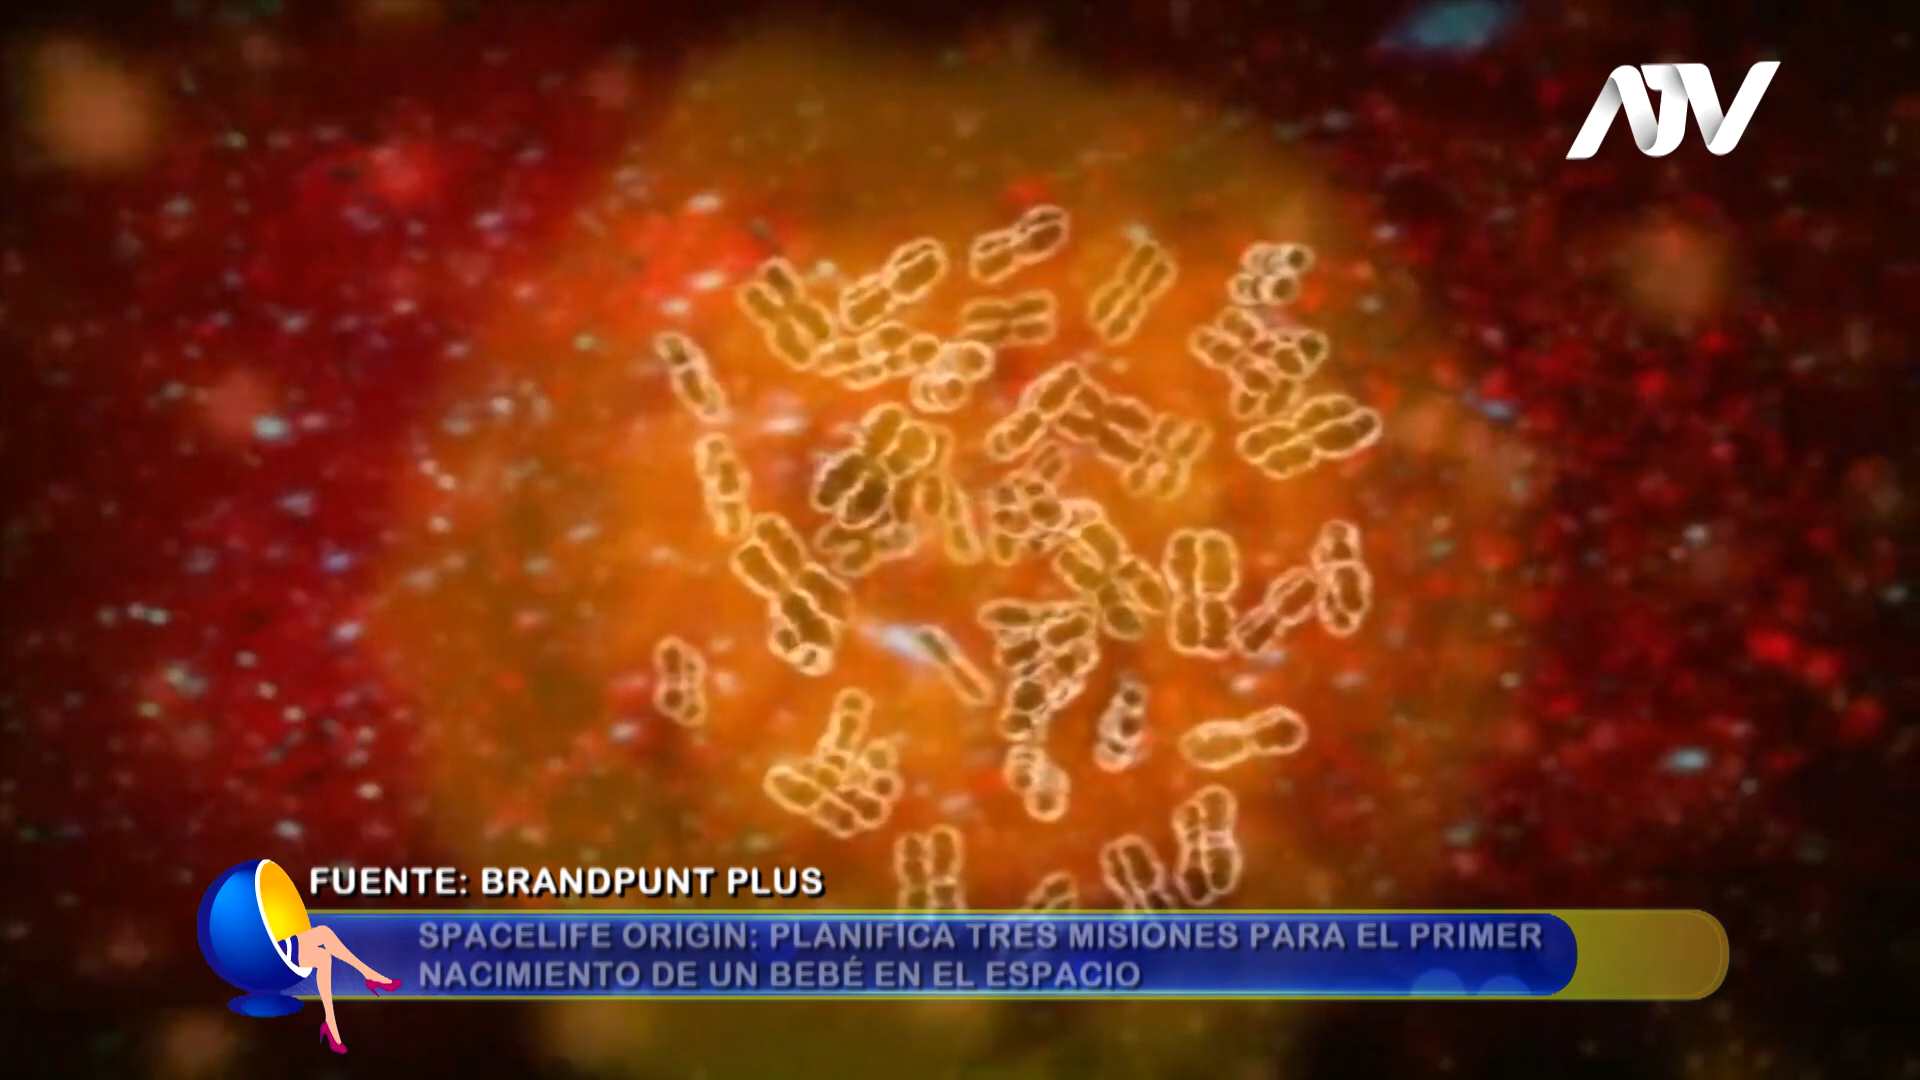 ATV
FUENTE: BRANDPUNT PLUS
SPACELIFE ORIGIN: PLANIFICA TRES MISIONES PARA EL PRIMER
NACIMIENTO DE UN BEBÉ EN EL ESPACIO